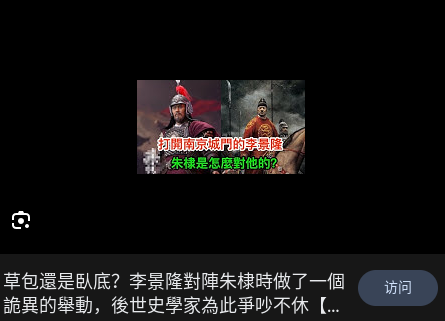 打開南京城門的李景隆
朱棣是怎麼對他的?
草包還是臥底？李景隆對陣朱棣時做了一個
詭異的舉動，後世史學家為此爭吵不休【...
访问